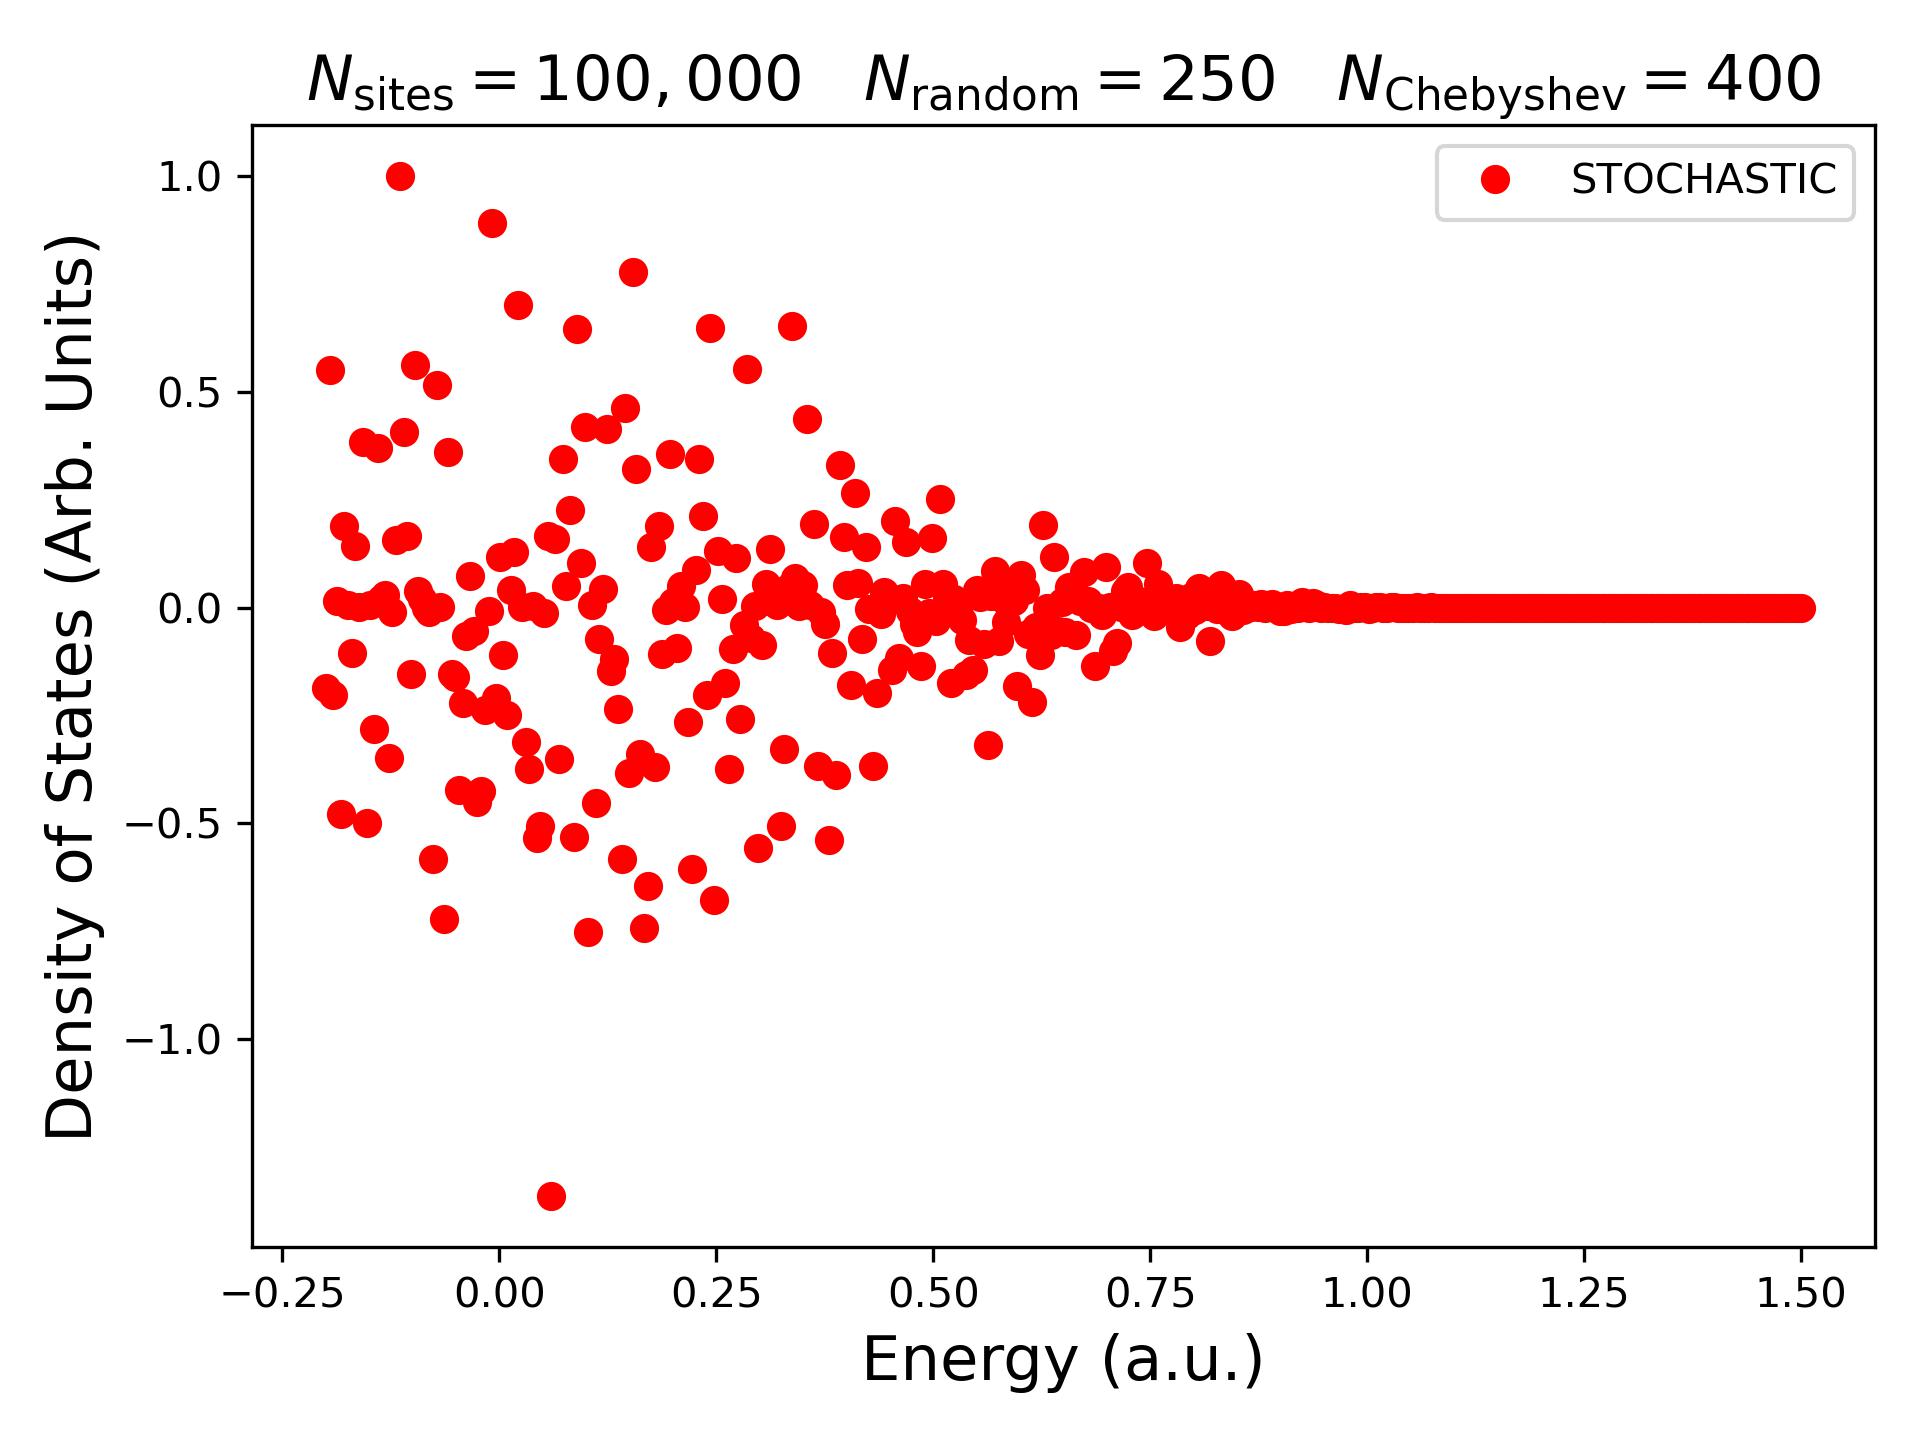 N_sites = 100,000 N_random = 250 N_Chebyshev = 400
STOCHASTIC
Density of States (Arb. Units)
1.0
0.5
0.0
−0.5
−1.0
−0.25 0.00 0.25 0.50 0.75 1.00 1.25 1.50
Energy (a.u.)